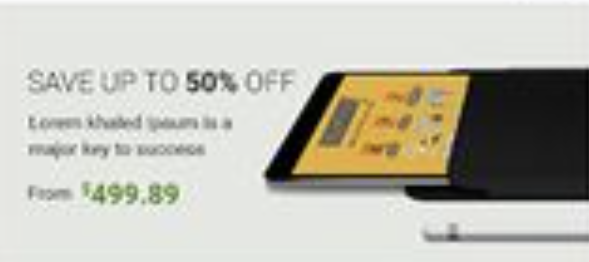 SAVE UP TO 50% OFF
Lorem khaled ipsum is a
major key to success
From $499.89